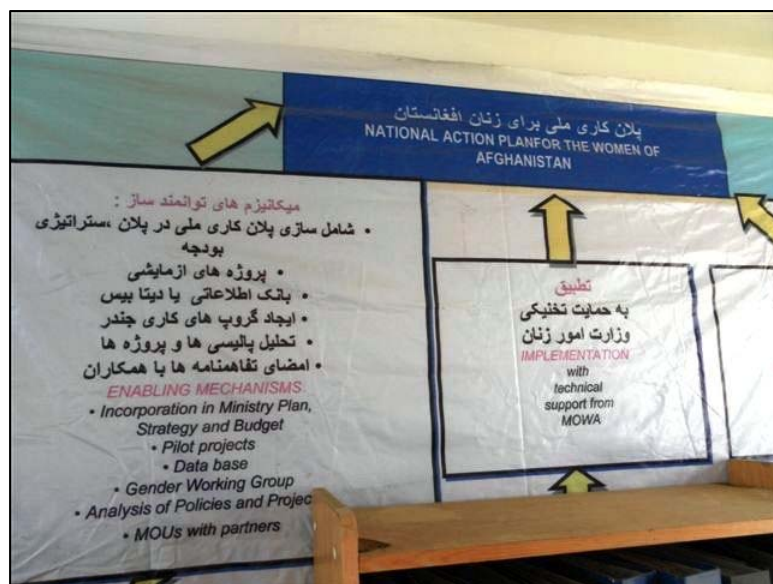 پلان کاری ملی برای زنان افغانستان
NATIONAL ACTION PLANFOR THE WOMEN OF
AFGHANISTAN
میکانیزم های توانمند ساز :
• شامل سازی پلان کاری ملی در پلان ،ستراتیژی
بودجه
• پروژه های ازمایشی
• بانک اطلاعاتی یا دیتا بیس
• ایجاد گروپ های کاری جندر
• تحلیل پالیسی ها و پروژه ها
• امضای تفاهمنامه ها با همکاران
ENABLING MECHANISMS:
• Incorporation in Ministry Plan,
Strategy and Budget
• Pilot projects
• Data base
• Gender Working Group
• Analysis of Policies and Project
• MOUs with partners
تطبیق
به حمایت تخنیکی
وزارت امور زنان
IMPLEMENTATION
with
technical
support from
MOWA